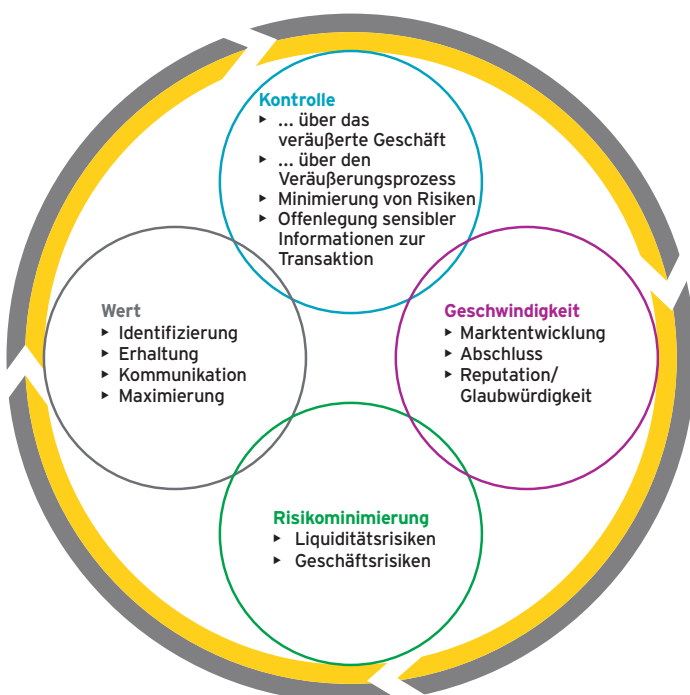 Kontrolle
▸ ... über das
veräußerte Geschäft
▸ ... über den
Veräußerungsprozess
▸ Minimierung von Risiken
▸ Offenlegung sensibler
Informationen zur
Transaktion
Wert
▸ Identifizierung
▸ Erhaltung
▸ Kommunikation
▸ Maximierung
Geschwindigkeit
▸ Marktentwicklung
▸ Abschluss
▸ Reputation/
Glaubwürdigkeit
Risikominimierung
▸ Liquiditätsrisiken
▸ Geschäftsrisiken